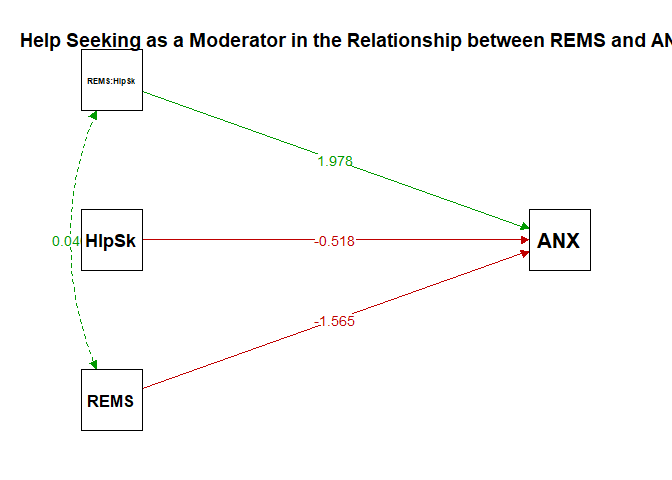 Help Seeking as a Moderator in the Relationship between REMS and AN
REMS:HlpSk
1.978
0.04
HlpSk
-0.518
ANX
-1.565
REMS